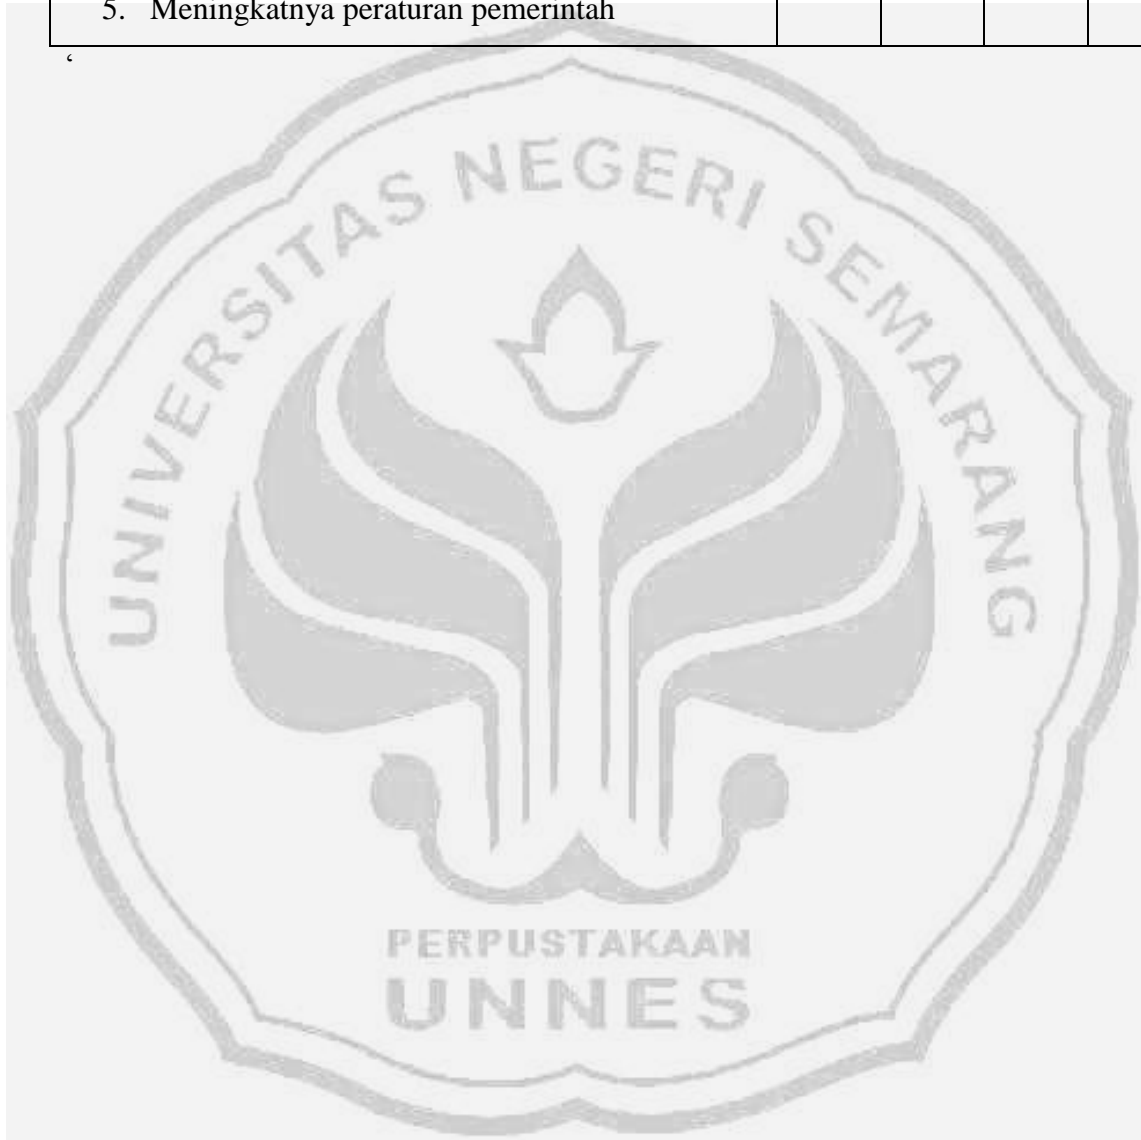 5. Meningkatnya peraturan pemerintah
‘
UNIVERSITAS NEGERI SEMARANG
PERPUSTAKAAN
UNNES